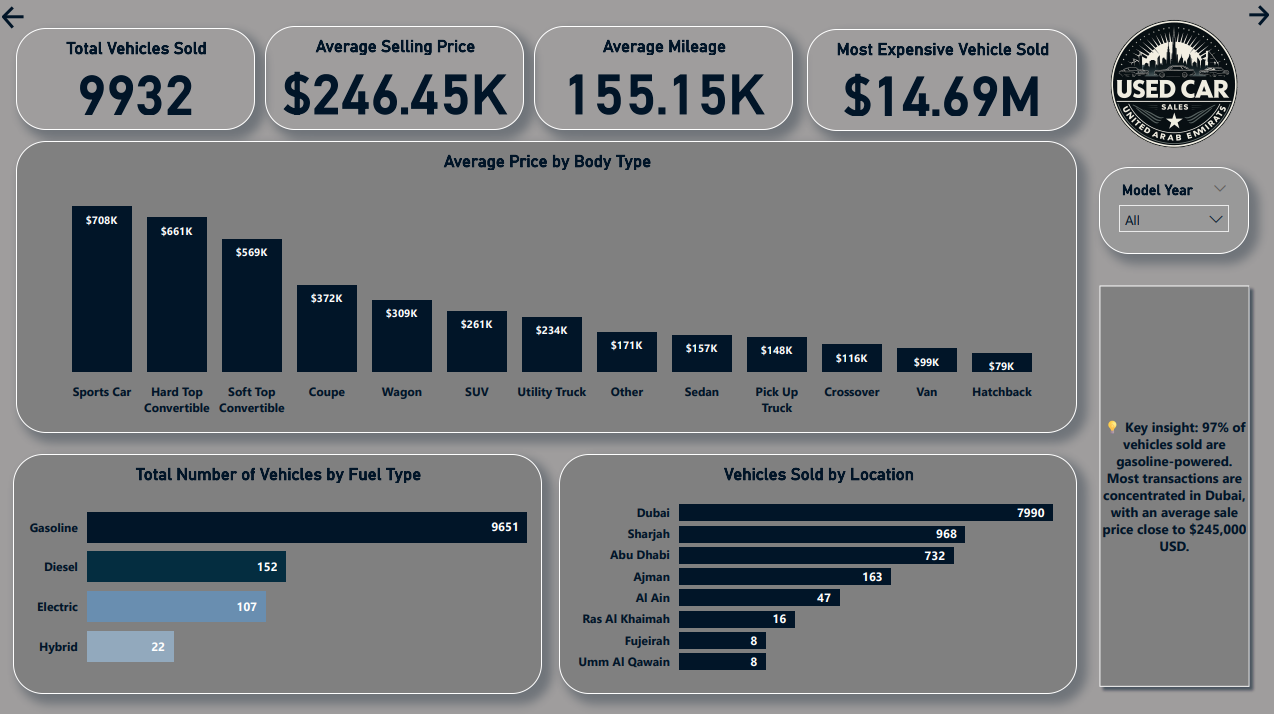 Total Vehicles Sold
9932
Average Selling Price
$246.45K
Average Mileage
155.15K
Most Expensive Vehicle Sold
$14.69M
USED CAR
SALES
UNITED ARAB EMIRATS
Model Year
All
Average Price by Body Type
$708K
$661K
$569K
$372K
$309K
$261K
$234K
$171K
$157K
$148K
$116K
$99K
$79K
Sports Car
Hard Top
Convertible
Soft Top
Convertible
Coupe
Wagon
SUV
Utility Truck
Other
Sedan
Pick Up
Truck
Crossover
Van
Hatchback
Total Number of Vehicles by Fuel Type
Gasoline 9651
Diesel 152
Electric 107
Hybrid 22
Vehicles Sold by Location
Dubai 7990
Sharjah 968
Abu Dhabi 732
Ajman 163
Al Ain 47
Ras Al Khaimah 16
Fujeirah 8
Umm Al Qawain 8
💡 Key insight: 97% of
vehicles sold are
gasoline-powered.
Most transactions are
concentrated in Dubai,
with an average sale
price close to $245,000
USD.